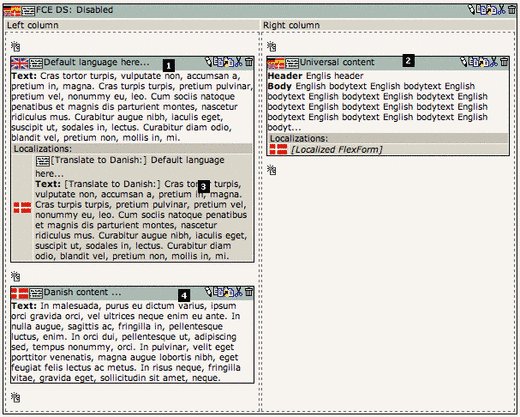 FCE DS: Disabled
Left column
Right column
Default language here...
1
Text: Cras tortor turpis, vulputate non, accumsan a,
pretium in, magna. Cras turpis turpis, pretium pulvinar,
pretium vel, nonummy eu, leo. Cum sociis natoque
penatibus et magnis dis parturient montes, nascetur
ridiculus mus. Curabitur augue nibh, iaculis eget,
suscipit ut, sodales in, lectus. Curabitur diam odio,
blandit vel, pretium non, mollis in, mi.
Localizations:
[Translate to Danish:] Default language
here...
Text: [Translate to Danish:] Cras tortor turpis,
3
vulputate non, accumsan a, pretium in, magna.
Cras turpis turpis, pretium pulvinar, pretium vel,
nonummy eu, leo. Cum sociis natoque penatibus
et magnis dis parturient montes, nascetur
ridiculus mus. Curabitur augue nibh, iaculis eget,
suscipit ut, sodales in, lectus. Curabitur diam
odio, blandit vel, pretium non, mollis in, mi.
Danish content ...
4
Text: In malesuada, purus eu dictum varius, ipsum
orci gravida orci, vel ultrices neque enim eu ante. In
nulla augue, sagittis ac, fringilla in, pellentesque
luctus, enim. In orci dui, pellentesque ut, adipiscing
sed, tempus nonummy, orci. In pulvinar, velit eget
porttitor venenatis, magna augue lobortis nibh, eget
feugiat felis lectus ac metus. In risus neque, fringilla
vitae, gravida eget, sollicitudin sit amet, neque.
Universal content
2
Header Englis header
Body English bodytext English bodytext English
bodytext English bodytext English bodytext English
bodytext English bodytext English bodytext English
bodytext English bodytext English bodytext English
bodyt...
Localizations:
[Localized FlexForm]